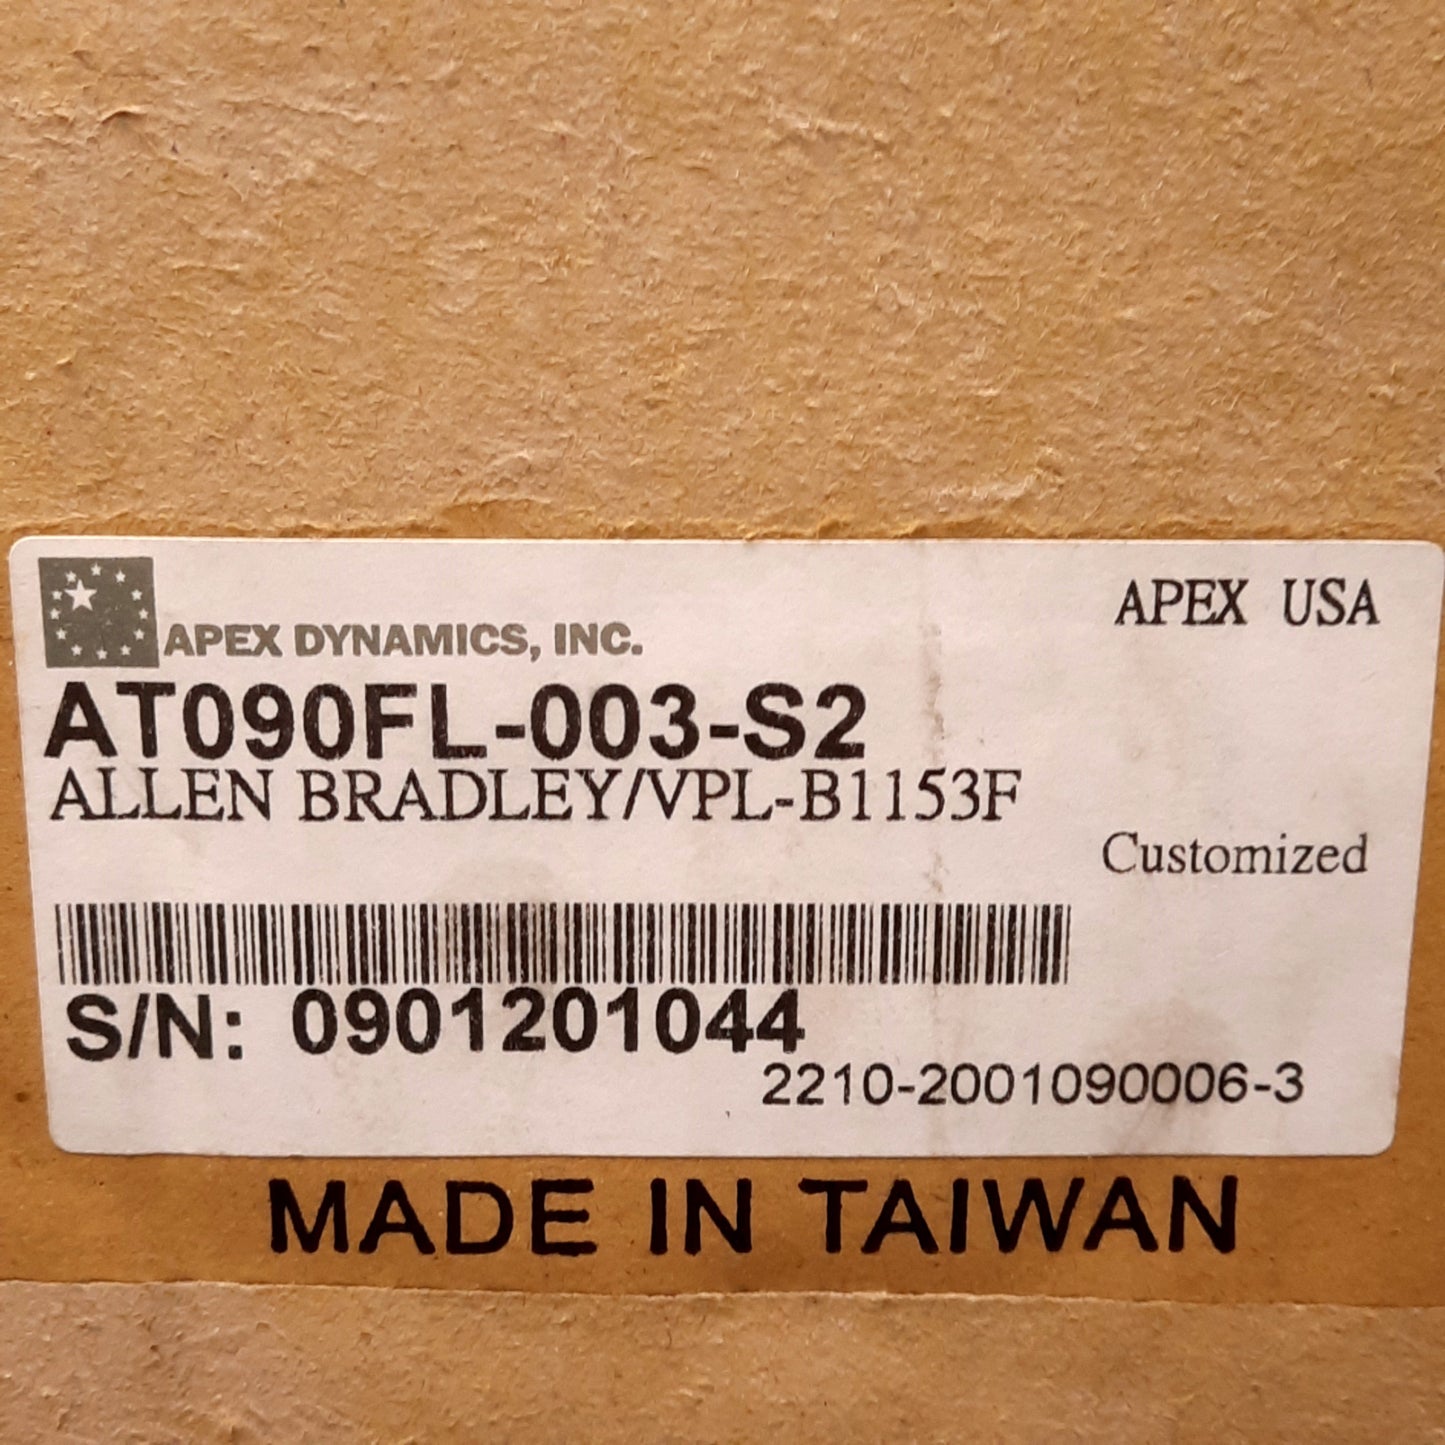 APEX DYNAMICS, INC.
APEX USA
AT090FL-003-S2
ALLEN BRADLEY/VPL-B1153F
Customized
S/N: 0901201044
2210-2001090006-3
MADE IN TAIWAN